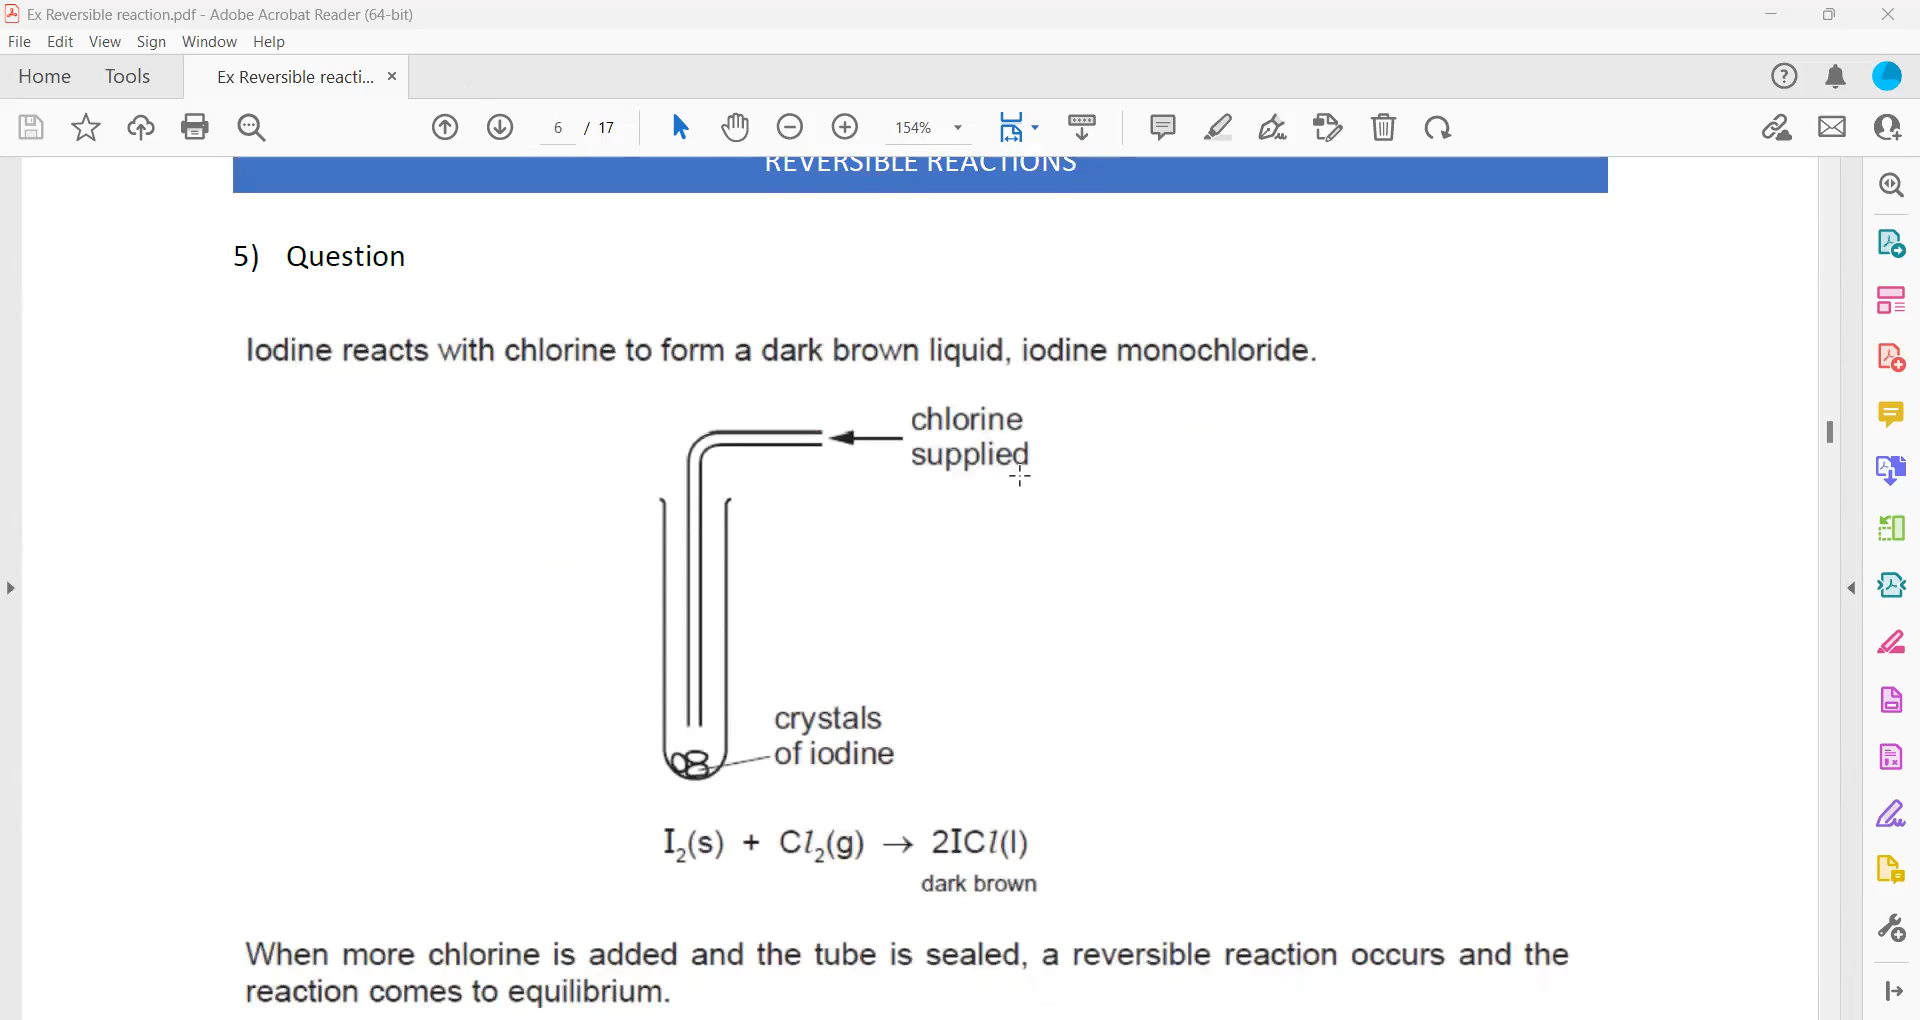 Ex Reversible reaction.pdf - Adobe Acrobat Reader (64-bit)
File Edit View Sign Window Help
Home Tools Ex Reversible reacti... ×
6 / 17 154%
REVERSIBLE REACTIONS
5) Question
Iodine reacts with chlorine to form a dark brown liquid, iodine monochloride.
chlorine
supplied
crystals
of iodine
I₂(s) + Cl₂(g) → 2ICl(l)
dark brown
When more chlorine is added and the tube is sealed, a reversible reaction occurs and the
reaction comes to equilibrium.